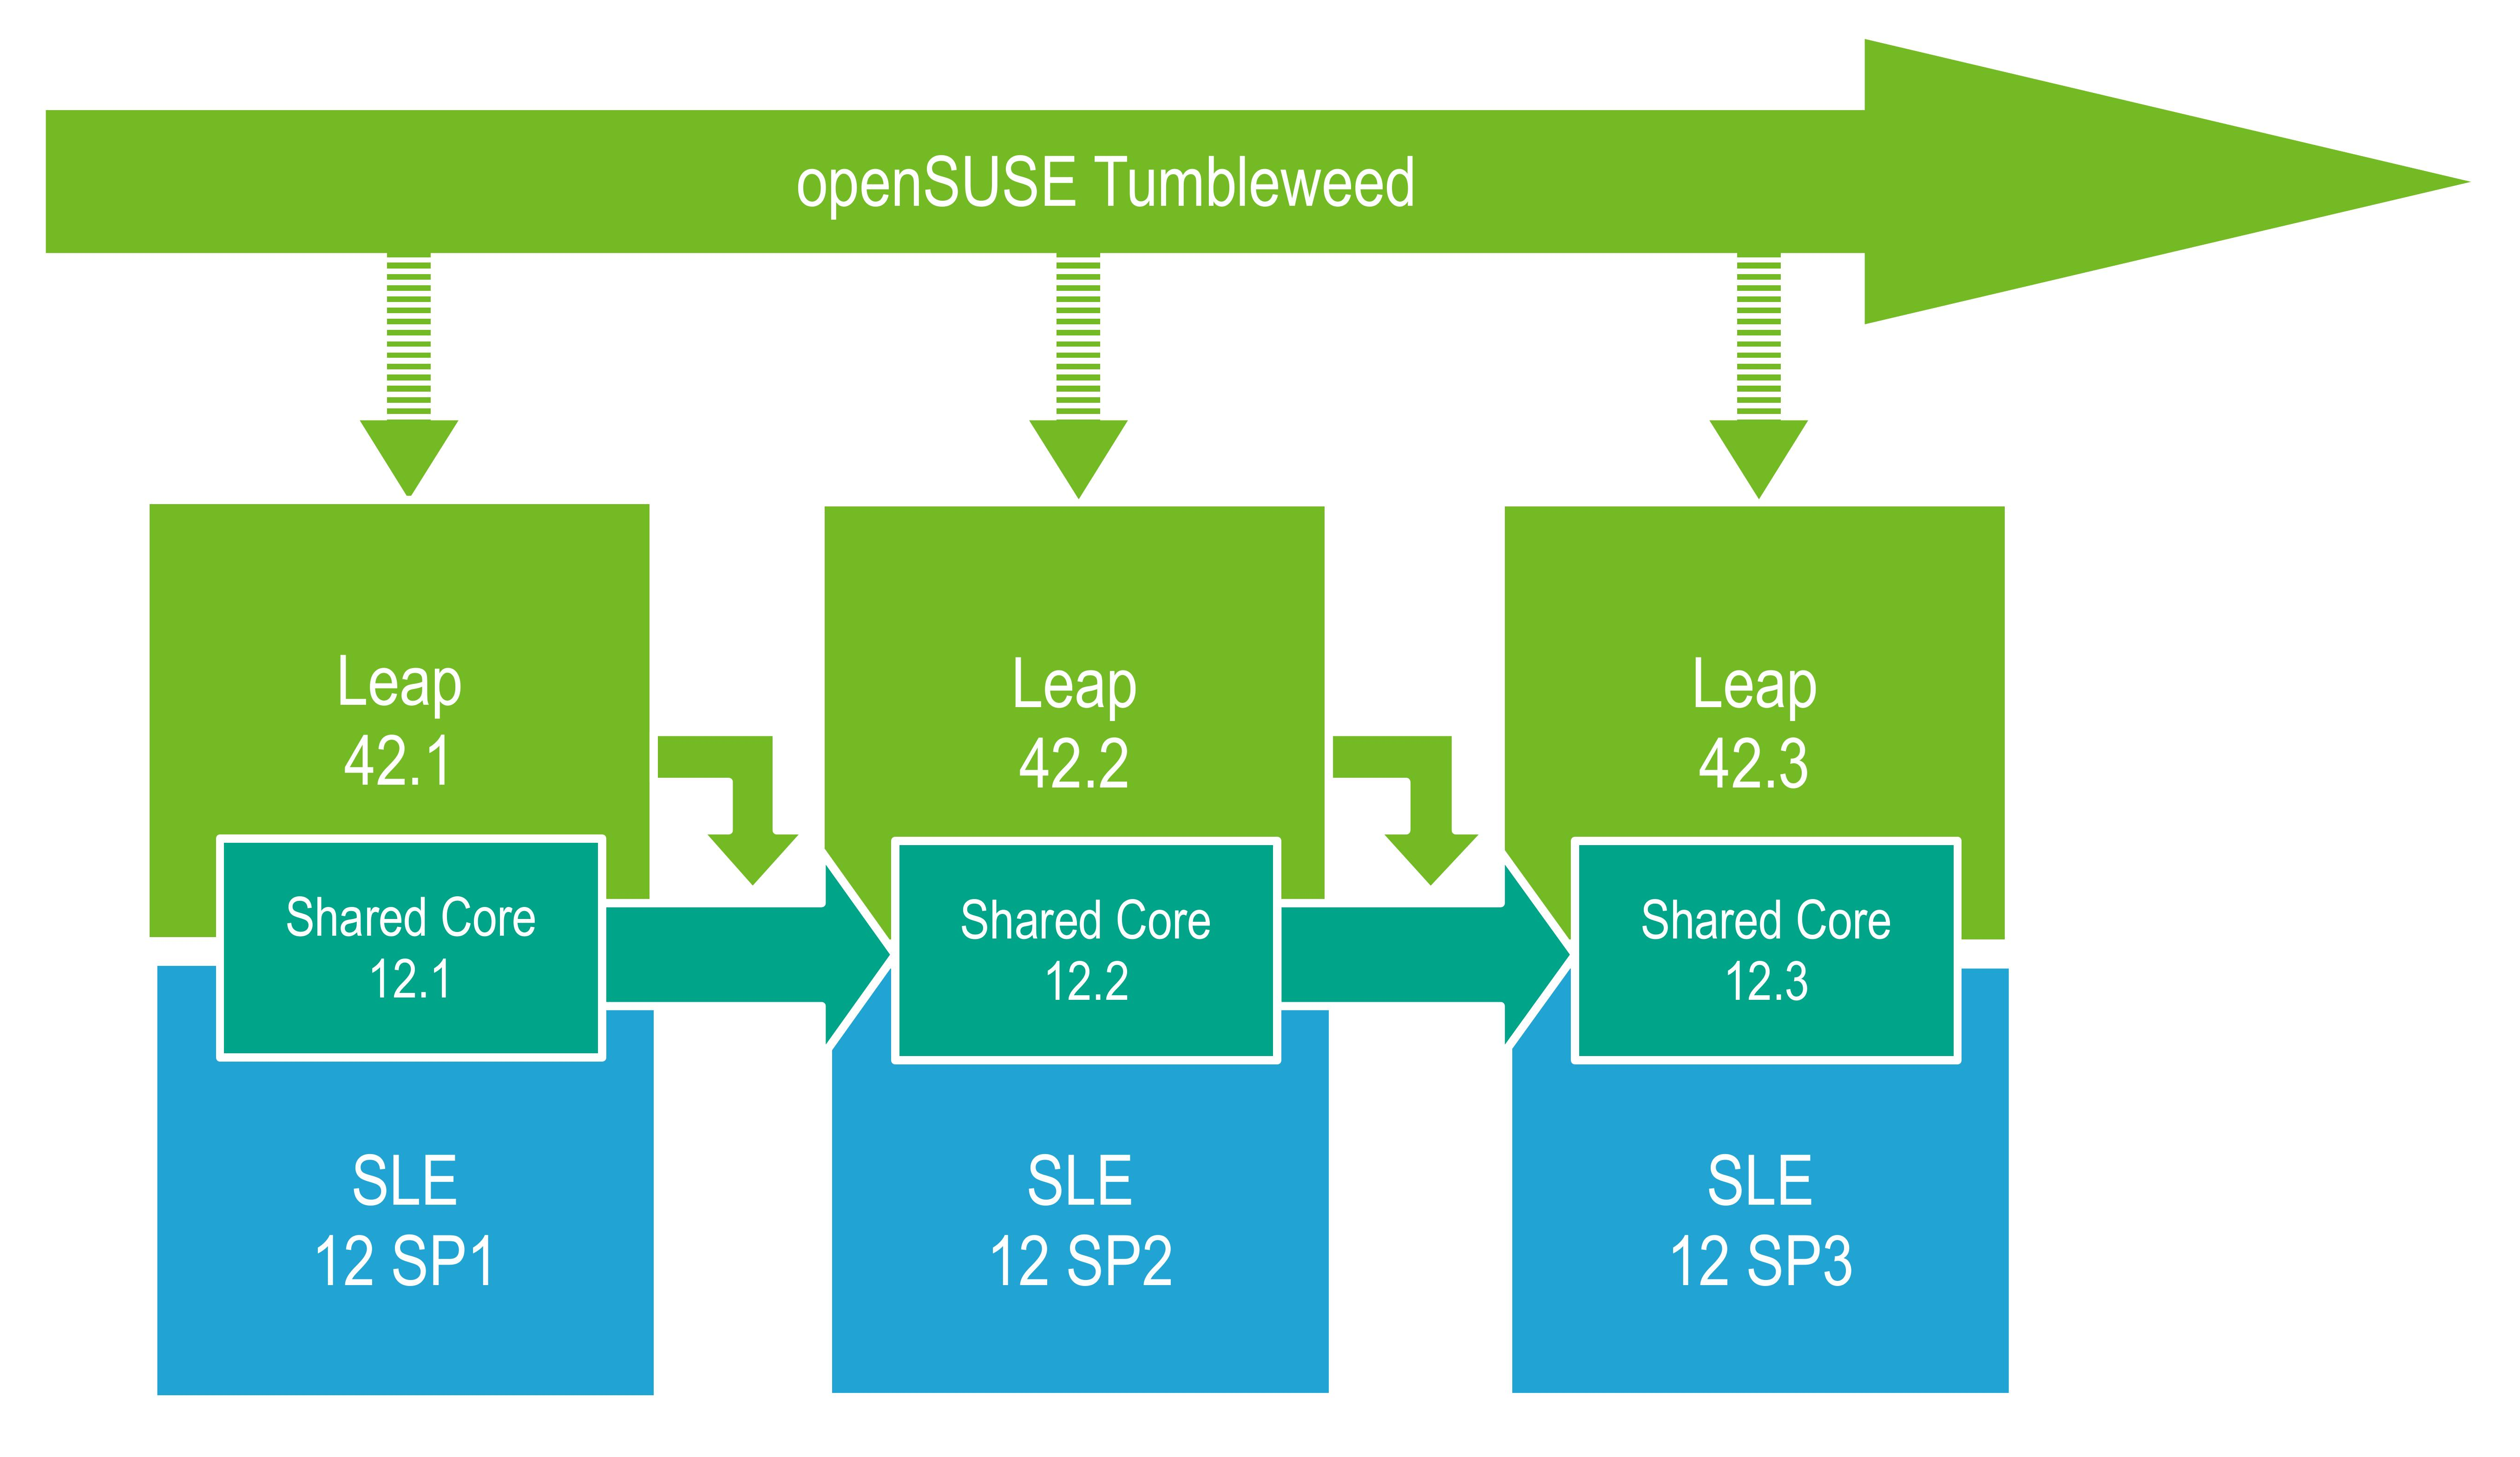 openSUSE Tumbleweed
Leap
42.1
Leap
42.2
Leap
42.3
Shared Core
12.1
Shared Core
12.2
Shared Core
12.3
SLE
12 SP1
SLE
12 SP2
SLE
12 SP3